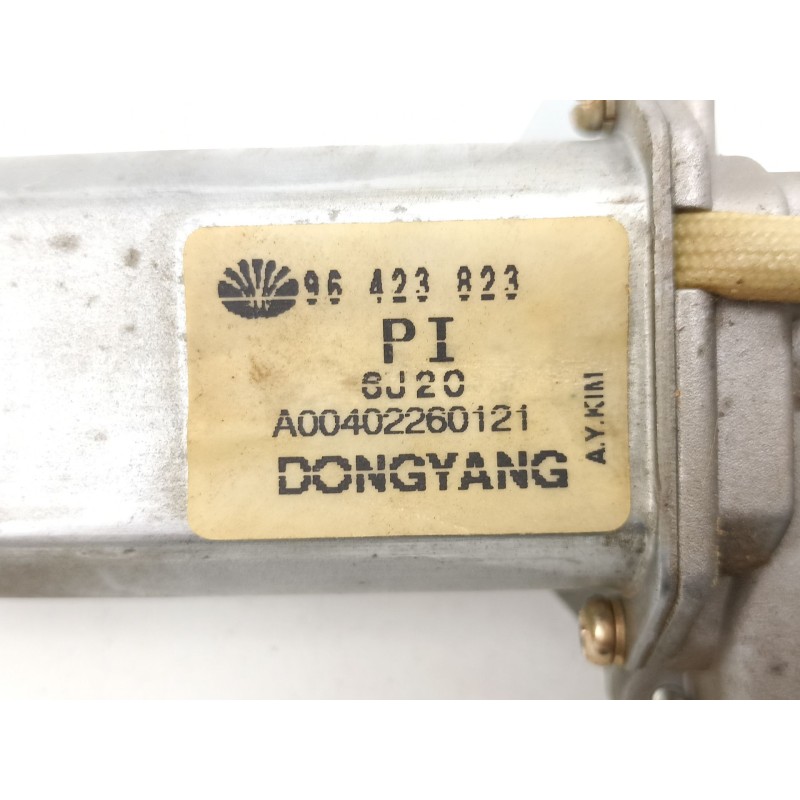 96 423 823
PI
6J20
A00402260121
DONGYANG
A.Y.KIM